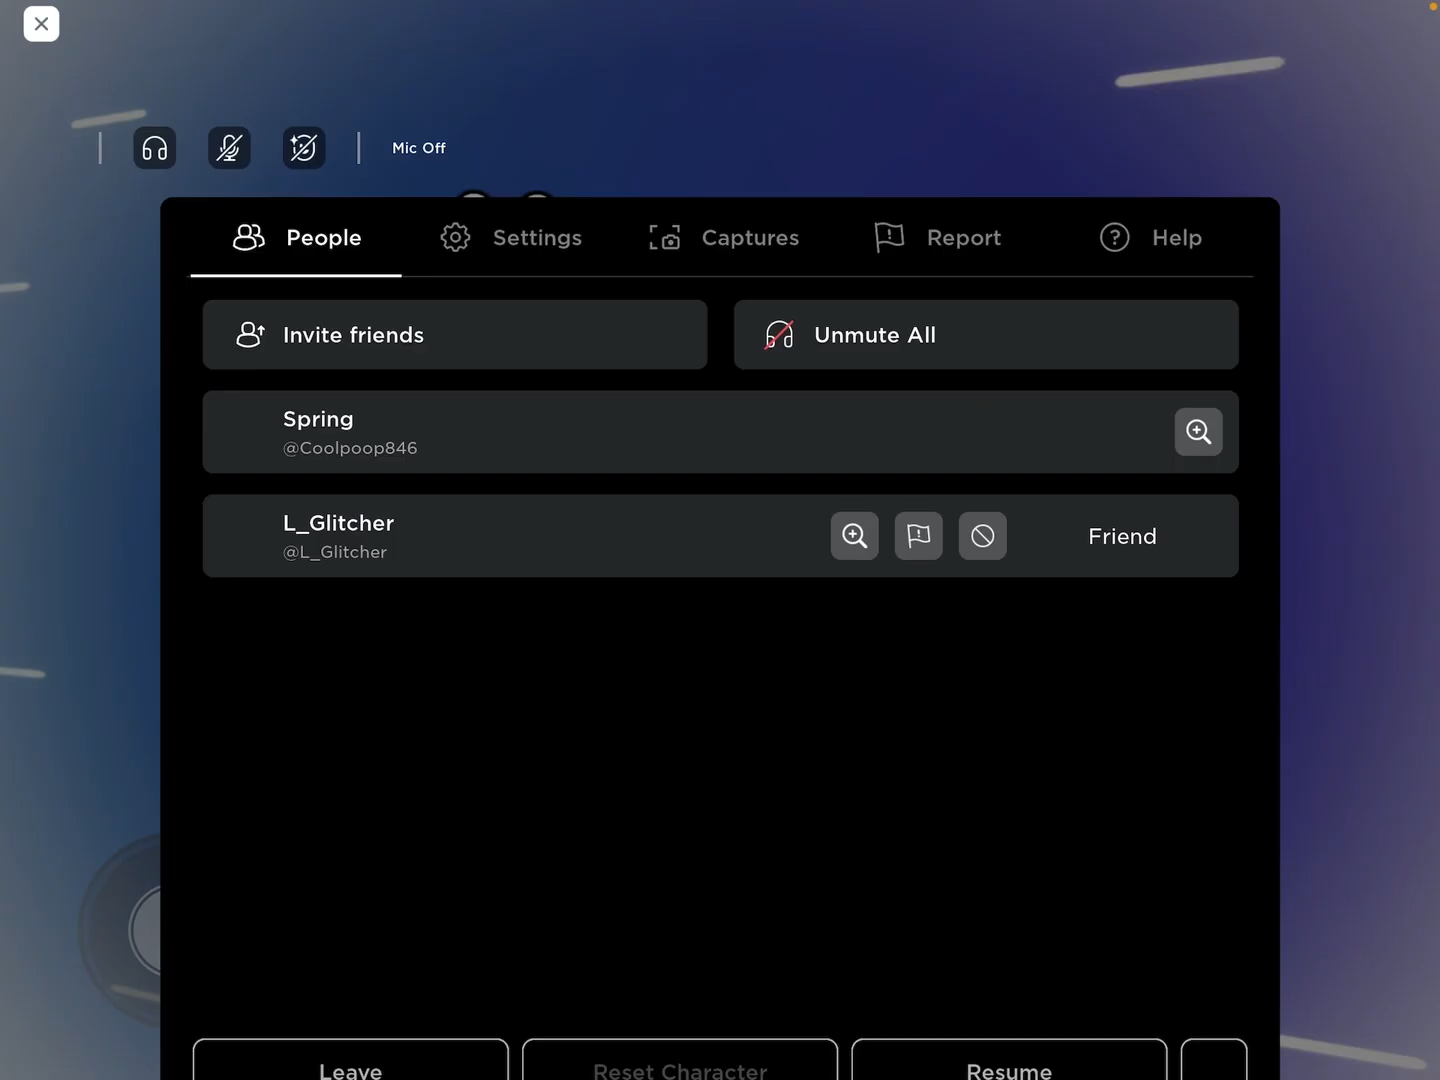 Mic Off
People
Settings
Captures
Report
Help
Invite friends
Unmute All
Spring
@Coolpoop846
L_Glitcher
@L_Glitcher
Friend
Leave
Reset Character
Resume